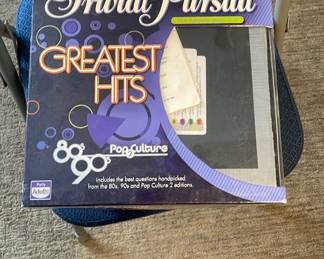 Trivial Pursuit
GREATEST
HITS
80s
90s
Pop Culture
Includes the best questions handpicked
from the 80s, 90s and Pop Culture 2 editions.
Adults